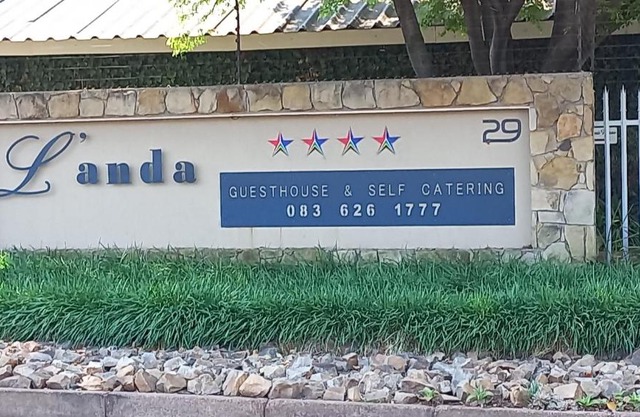 L'anda
29
GUESTHOUSE & SELF CATERING
083 626 1777